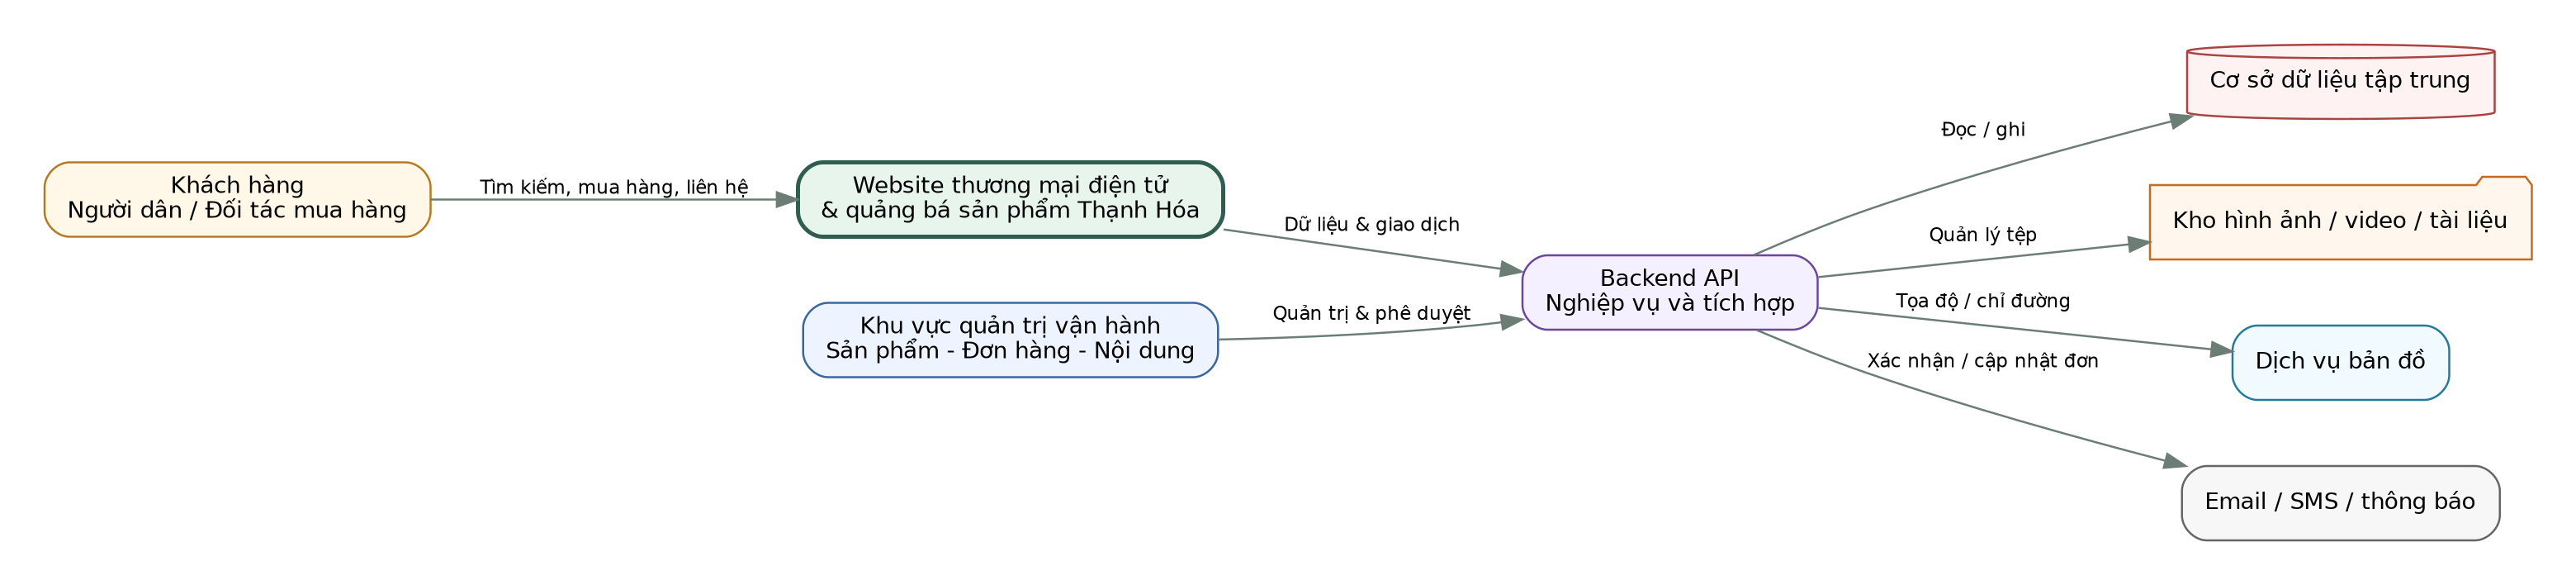 Khách hàng
Người dân / Đối tác mua hàng
Tìm kiếm, mua hàng, liên hệ
Website thương mại điện tử
& quảng bá sản phẩm Thạnh Hóa
Dữ liệu & giao dịch
Khu vực quản trị vận hành
Sản phẩm - Đơn hàng - Nội dung
Quản trị & phê duyệt
Backend API
Nghiệp vụ và tích hợp
Đọc / ghi
Cơ sở dữ liệu tập trung
Quản lý tệp
Kho hình ảnh / video / tài liệu
Tọa độ / chỉ đường
Dịch vụ bản đồ
Xác nhận / cập nhật đơn
Email / SMS / thông báo